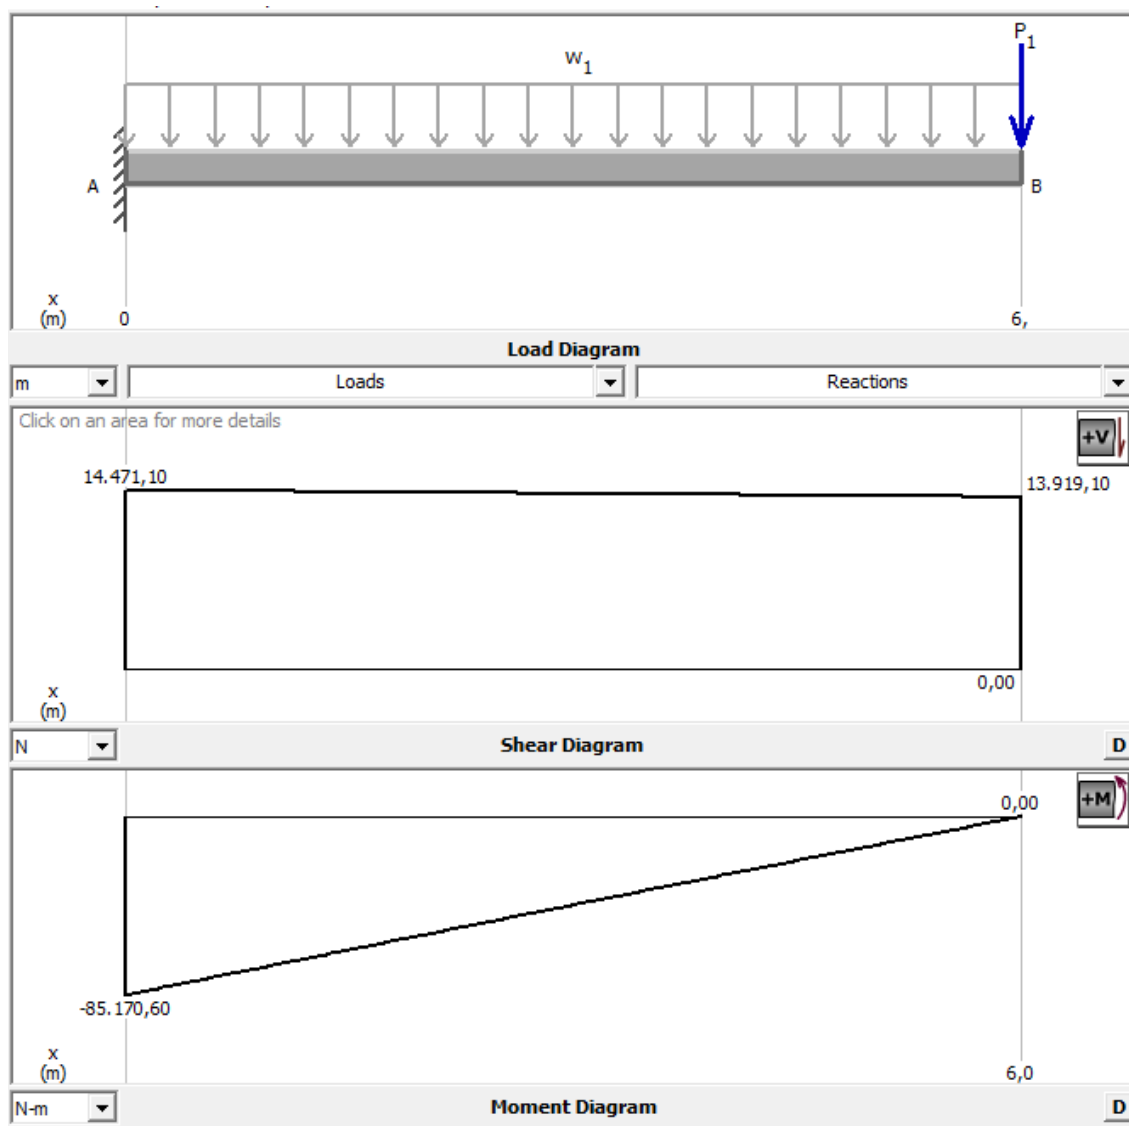 P1
w1
A
B
x
(m)
0
6,
Load Diagram
m
Loads
Reactions
Click on an area for more details
+V
14.471,10
13.919,10
0,00
x
(m)
N
Shear Diagram
D
0,00
+M
-85.170,60
x
(m)
6,0
N-m
Moment Diagram
D